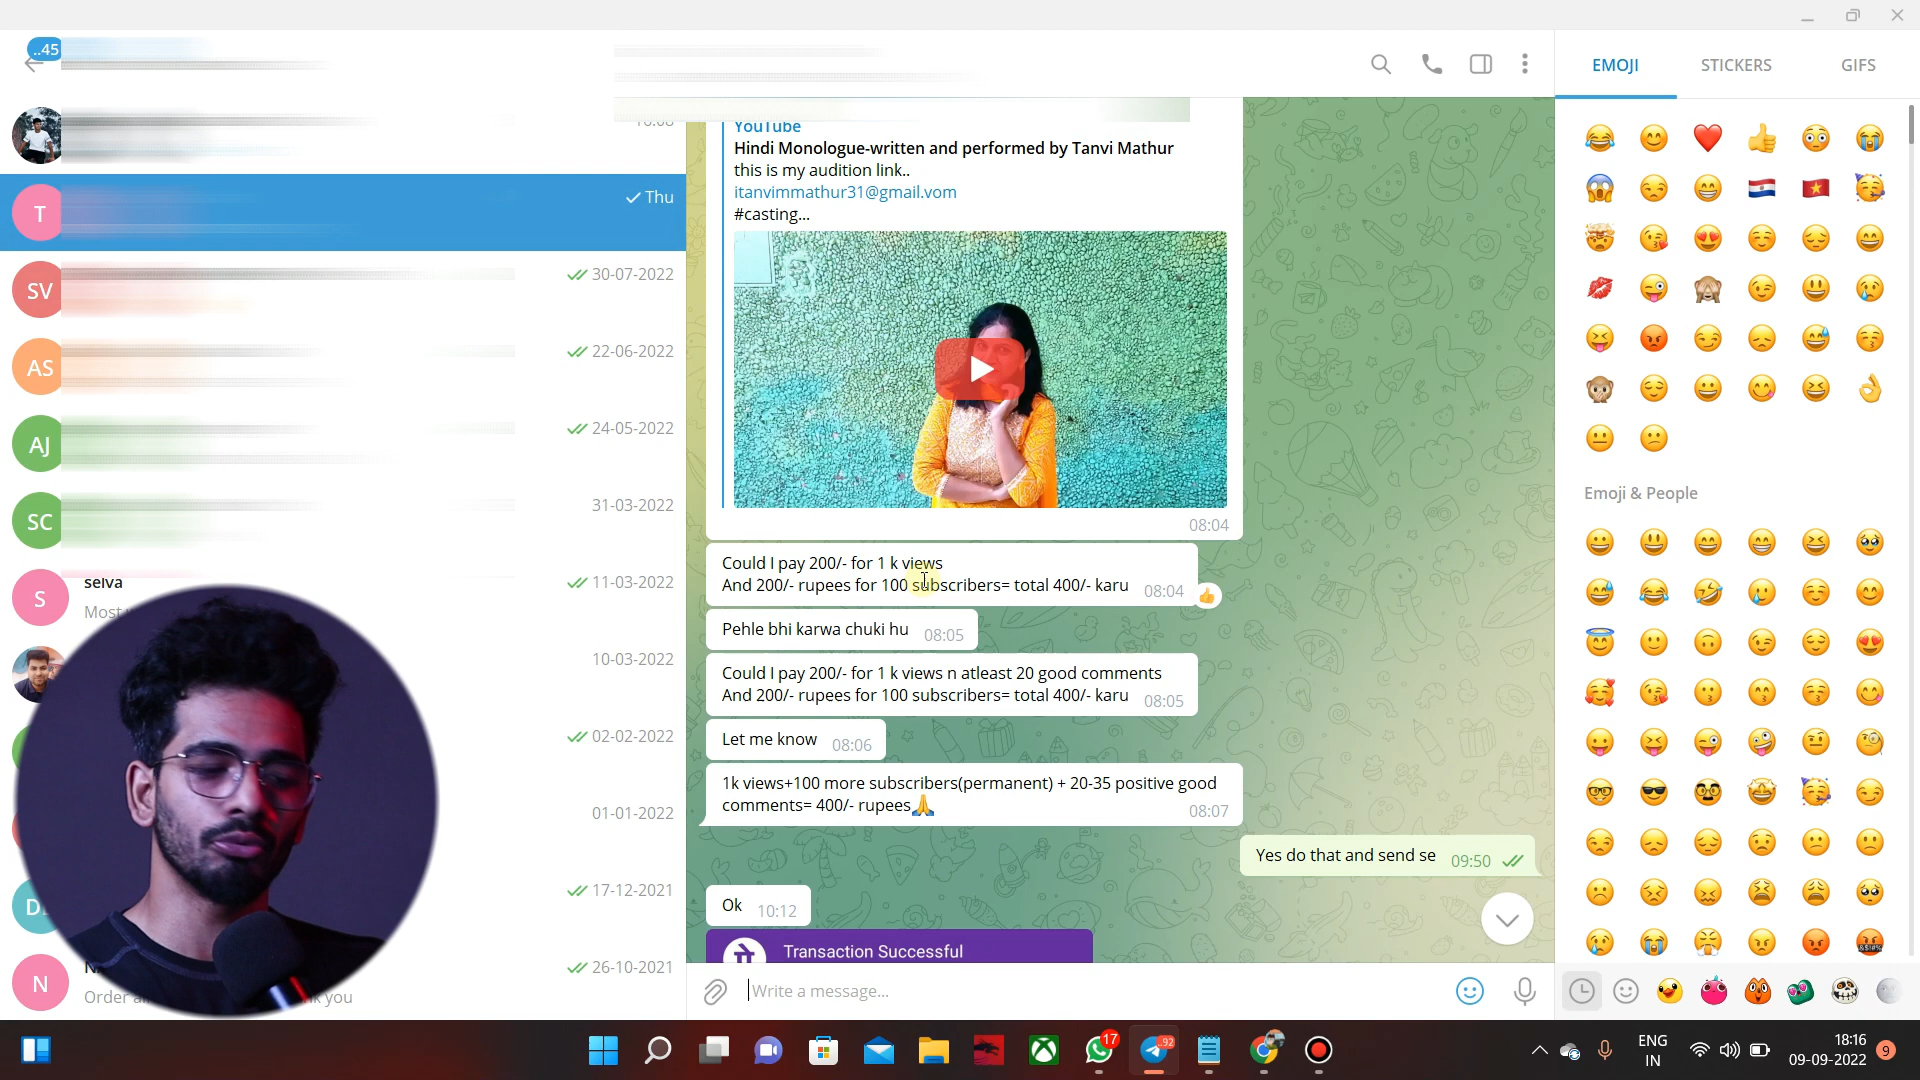 ..45
EMOJI
STICKERS
GIFS
T
Thu
SV
30-07-2022
AS
22-06-2022
AJ
24-05-2022
SC
31-03-2022
S
selva
11-03-2022
10-03-2022
02-02-2022
01-01-2022
17-12-2021
N
26-10-2021
YouTube
Hindi Monologue-written and performed by Tanvi Mathur
this is my audition link..
itanvimmathur31@gmail.vom
#casting...
08:04
Could I pay 200/- for 1 k views
And 200/- rupees for 100 subscribers= total 400/- karu 08:04
Pehle bhi karwa chuki hu 08:05
Could I pay 200/- for 1 k views n atleast 20 good comments
And 200/- rupees for 100 subscribers= total 400/- karu 08:05
Let me know 08:06
1k views+100 more subscribers(permanent) + 20-35 positive good
comments= 400/- rupees🙏 08:07
Yes do that and send se 09:50
Ok 10:12
Transaction Successful
Write a message...
Emoji & People
17
92
ENG
IN
18:16
09-09-2022
9